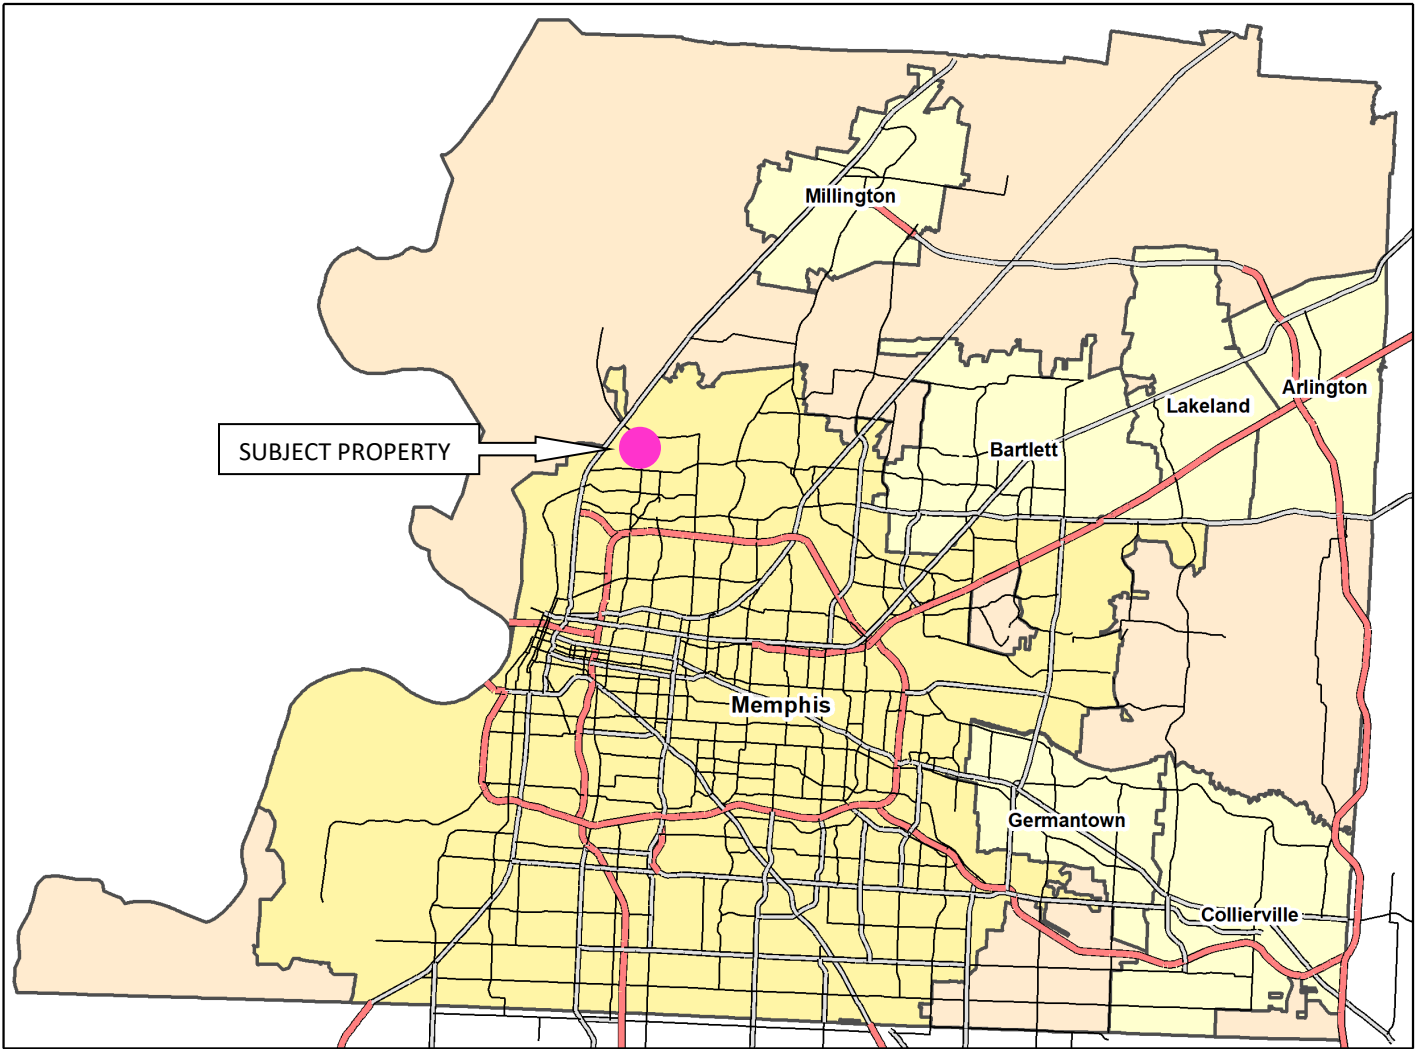 Millington
Arlington
Lakeland
SUBJECT PROPERTY
Bartlett
Memphis
Germantown
Collierville